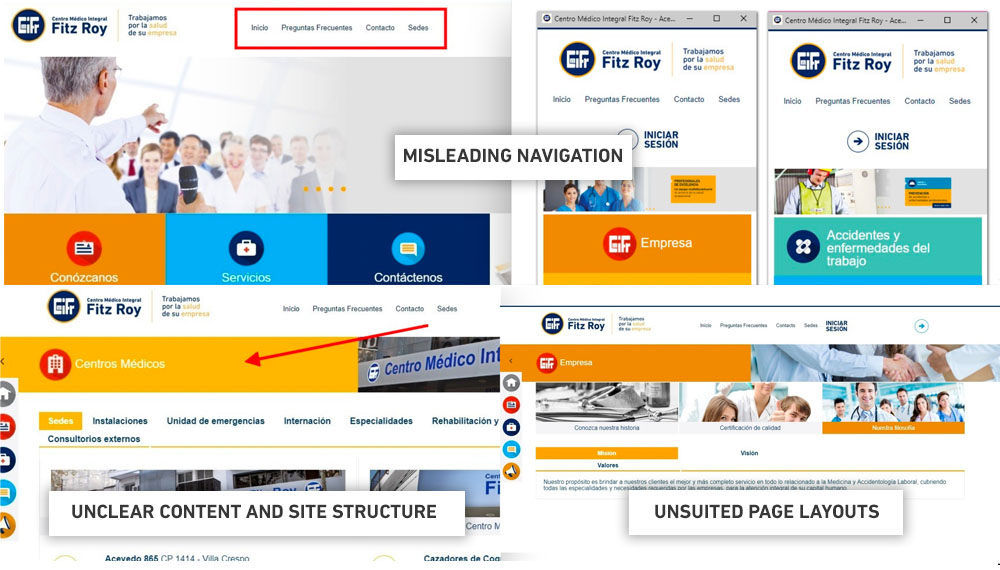 Centro Médico Integral
Fitz Roy
Trabajamos
por la salud
de su empresa
Inicio Preguntas Frecuentes Contacto Sedes
Conózcanos
Servicios
Contáctenos
Centro Médico Integral Fitz Roy - Ace...
Centro Médico Integral
Fitz Roy
Trabajamos
por la salud
de su empresa
Inicio Preguntas Frecuentes Contacto Sedes
INICIAR
SESIÓN
PROFESIONALES
DE EXCELENCIA
Empresa
Centro Médico Integral Fitz Roy - Ace...
Centro Médico Integral
Fitz Roy
Trabajamos
por la salud
de su empresa
Inicio Preguntas Frecuentes Contacto Sedes
INICIAR
SESIÓN
PREVENCIÓN
Accidentes y
enfermedades del
trabajo
MISLEADING NAVIGATION
Centro Médico Integral
Fitz Roy
Trabajamos
por la salud
de su empresa
Inicio Preguntas Frecuentes Contacto Sedes
Centros Médicos
Centro Médico Int
Sedes Instalaciones Unidad de emergencias Internación Especialidades Rehabilitación y
Consultorios externos
UNCLEAR CONTENT AND SITE STRUCTURE
Centro M
Acevedo 865 CP 1414 - Villa Crespo
Cazadores de Coq
Centro Médico Integral
Fitz Roy
Trabajamos
por la salud
de su empresa
Inicio Preguntas Frecuentes Contacto Sedes
INICIAR
SESIÓN
Empresa
Conozca nuestra historia
Certificación de calidad
Nuestra filosofía
Misión
Visión
Valores
Nuestro propósito es brindar a nuestros clientes el mejor y más completo servicio en todo lo relacionado a la Medicina y Accidentología Laboral, cubriendo
todas las especialidades y necesidades requeridas por las empresas, para la atención integral de su capital humano.
UNSUITED PAGE LAYOUTS